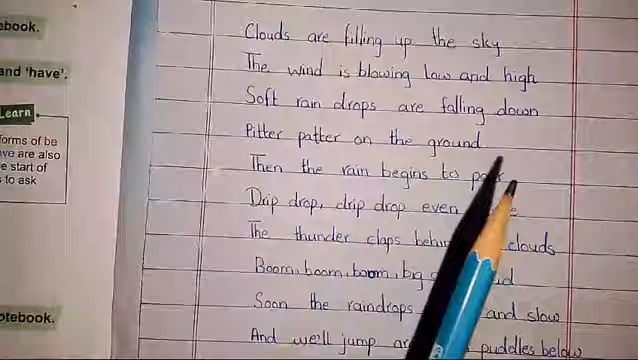 ebook.
and 'have'.
Learn
forms of be
ve are also
e start of
s to ask
otebook.
Clouds are filling up the sky
The wind is blowing low and high
Soft rain drops are falling down
Pitter patter on the ground
Then the rain begins to
Drip drop, drip drop even
The thunder claps clouds
Boom, boom, boom, big
Soon the raindrops and slow
And we'll jump puddles below